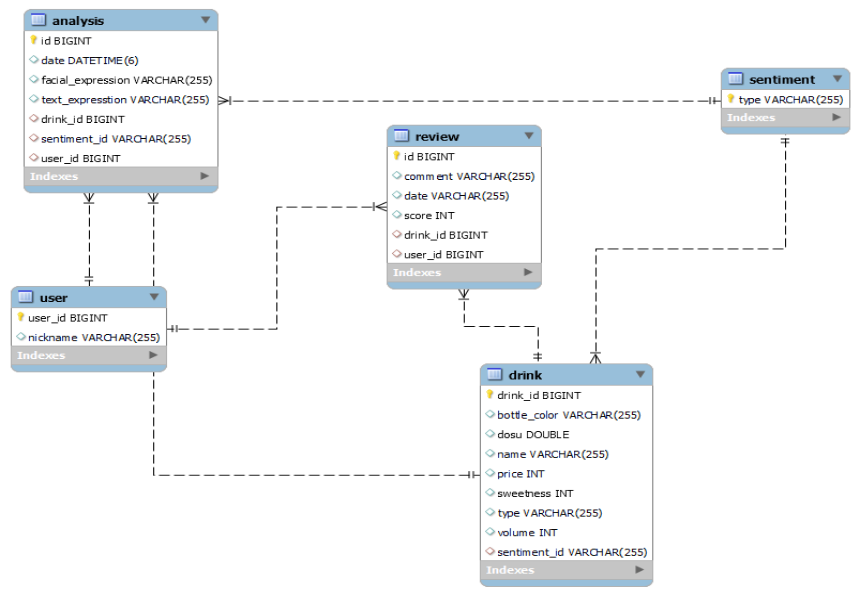 analysis
id BIGINT
date DATETIME(6)
facial_expression VARCHAR(255)
text_expresstion VARCHAR(255)
drink_id BIGINT
sentiment_id VARCHAR(255)
user_id BIGINT
Indexes
sentiment
type VARCHAR(255)
Indexes
review
id BIGINT
comment VARCHAR(255)
date VARCHAR(255)
score INT
drink_id BIGINT
user_id BIGINT
Indexes
user
user_id BIGINT
nickname VARCHAR(255)
Indexes
drink
drink_id BIGINT
bottle_color VARCHAR(255)
dosu DOUBLE
name VARCHAR(255)
price INT
sweetness INT
type VARCHAR(255)
volume INT
sentiment_id VARCHAR(255)
Indexes